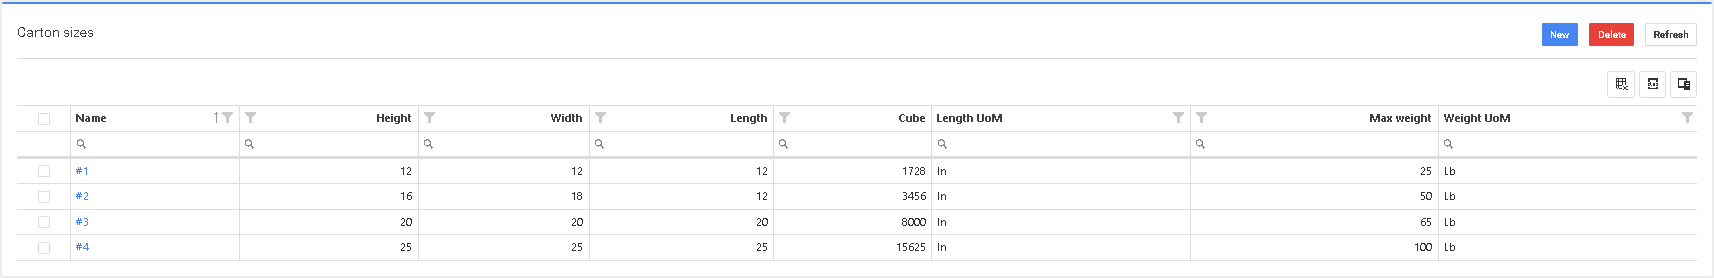 Carton sizes
New Delete Refresh
Name Height Width Length Cube Length UoM Max weight Weight UoM
#1 12 12 12 1728 In 25 Lb
#2 16 18 12 3456 In 50 Lb
#3 20 20 20 8000 In 65 Lb
#4 25 25 25 15625 In 100 Lb